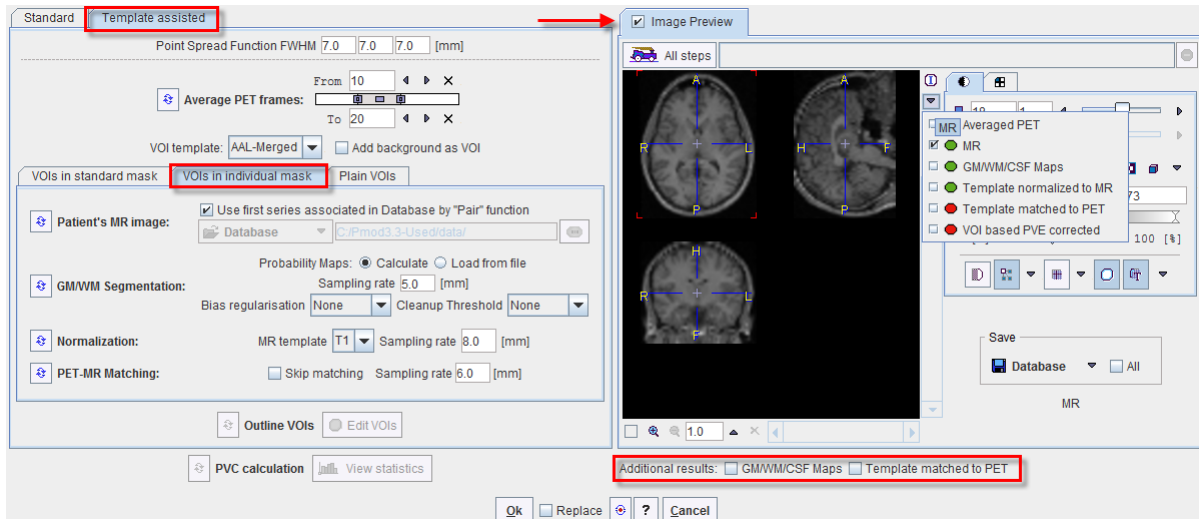 Standard Template assisted
Point Spread Function FWHM 7.0 7.0 7.0 [mm]
From 10
Average PET frames:
To 20
VOI template: AAL-Merged Add background as VOI
VOIs in standard mask VOIs in individual mask Plain VOIs
Patient's MR image: Use first series associated in Database by "Pair" function
Database C:/Pmod3.3-Used/data/
Probability Maps: Calculate Load from file
GM/WM Segmentation: Sampling rate 5.0 [mm]
Bias regularisation None Cleanup Threshold None
Normalization: MR template T1 Sampling rate 8.0 [mm]
PET-MR Matching: Skip matching Sampling rate 6.0 [mm]
Outline VOIs Edit VOIs
PVC calculation View statistics
Image Preview
All steps
A A
R L H F
P P
H
R L
F
1.0
MR Averaged PET
MR
GM/WM/CSF Maps
Template normalized to MR
Template matched to PET
VOI based PVE corrected
73
100 [%]
Save
Database All
MR
Additional results: GM/WM/CSF Maps Template matched to PET
Ok Replace ? Cancel